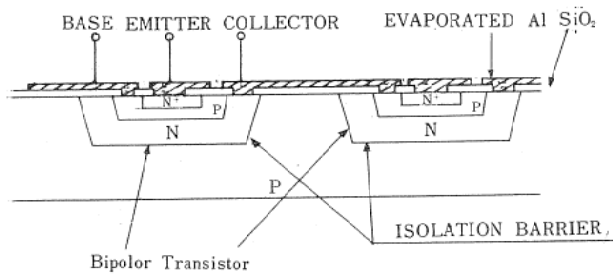 BASE EMITTER COLLECTOR
EVAPORATED Al SiO₂
N⁺
P
N
N⁺
P
N
P
ISOLATION BARRIER,
Bipolor Transistor